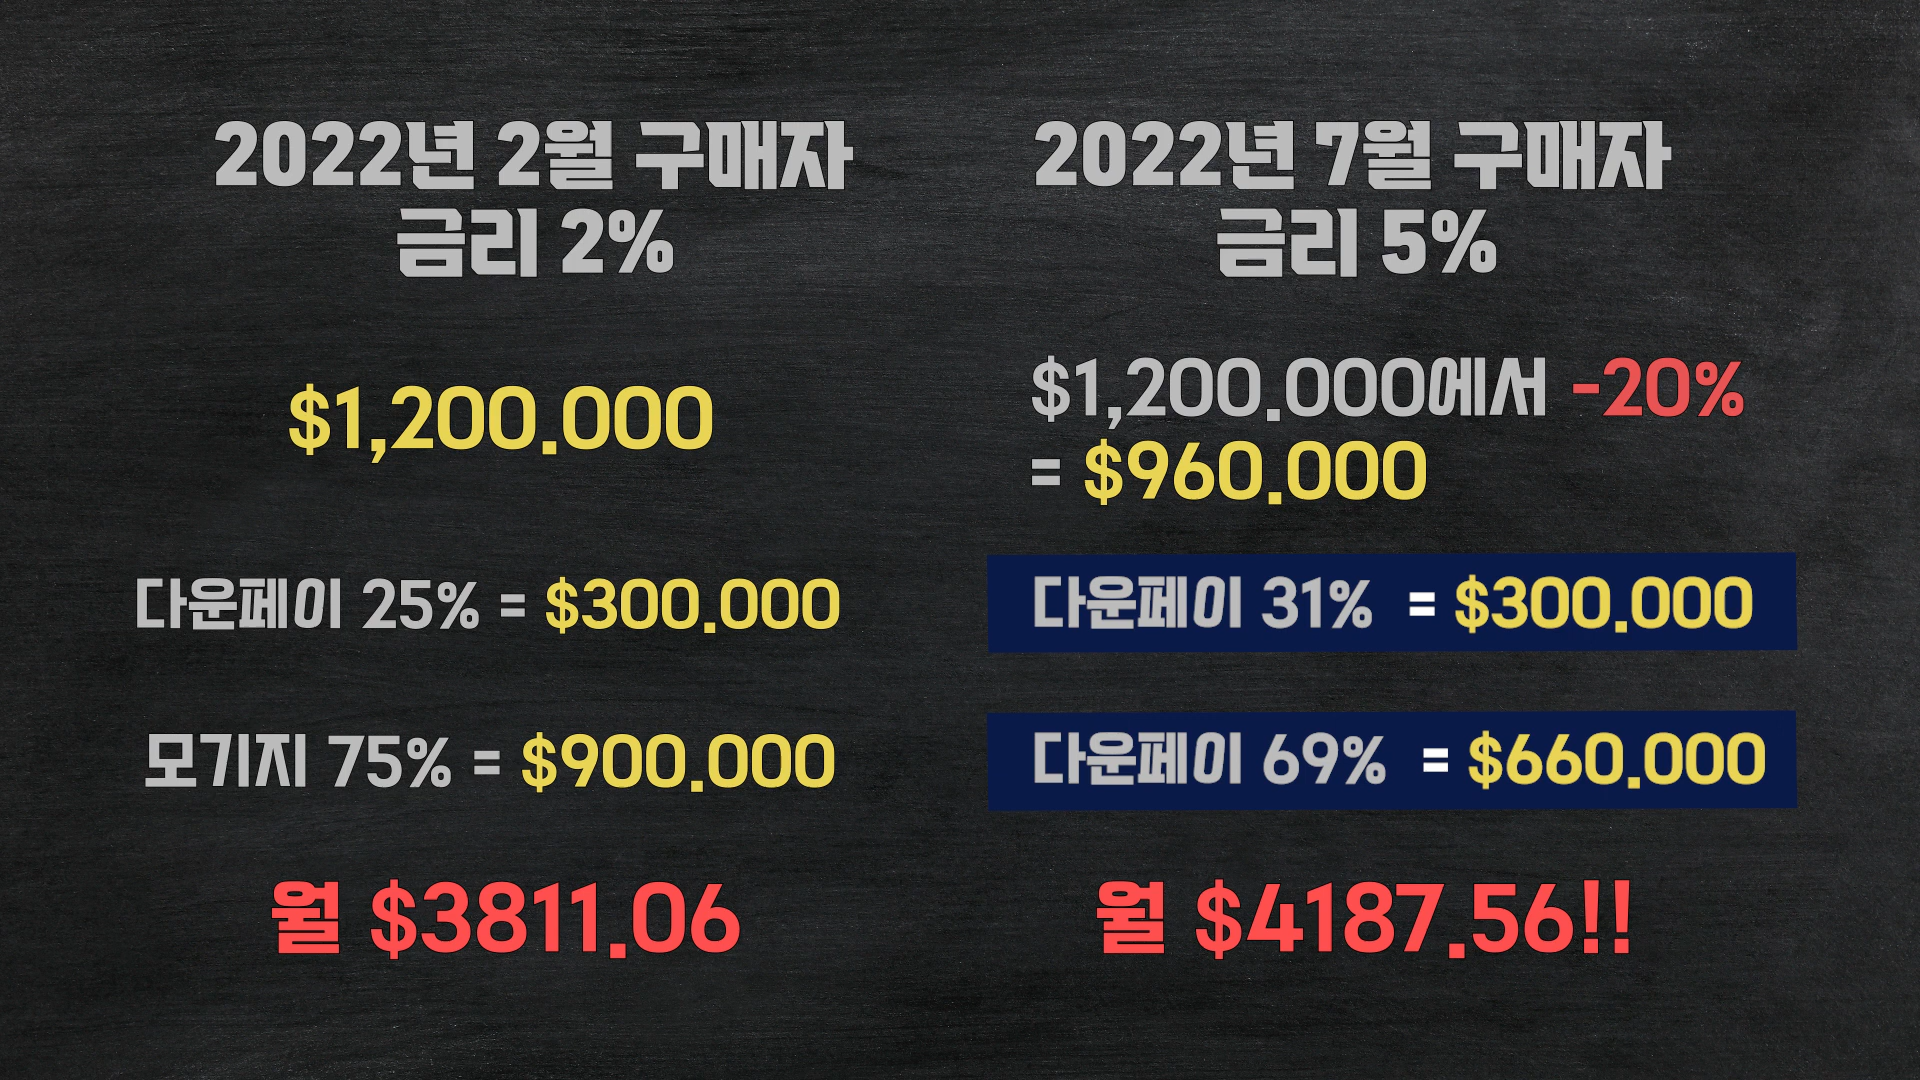 2022년 2월 구매자
금리 2%
$1,200.000
다운페이 25% = $300.000
모기지 75% = $900.000
월 $3811.06
2022년 7월 구매자
금리 5%
$1,200.000에서 -20%
= $960.000
다운페이 31% = $300.000
다운페이 69% = $660.000
월 $4187.56!!